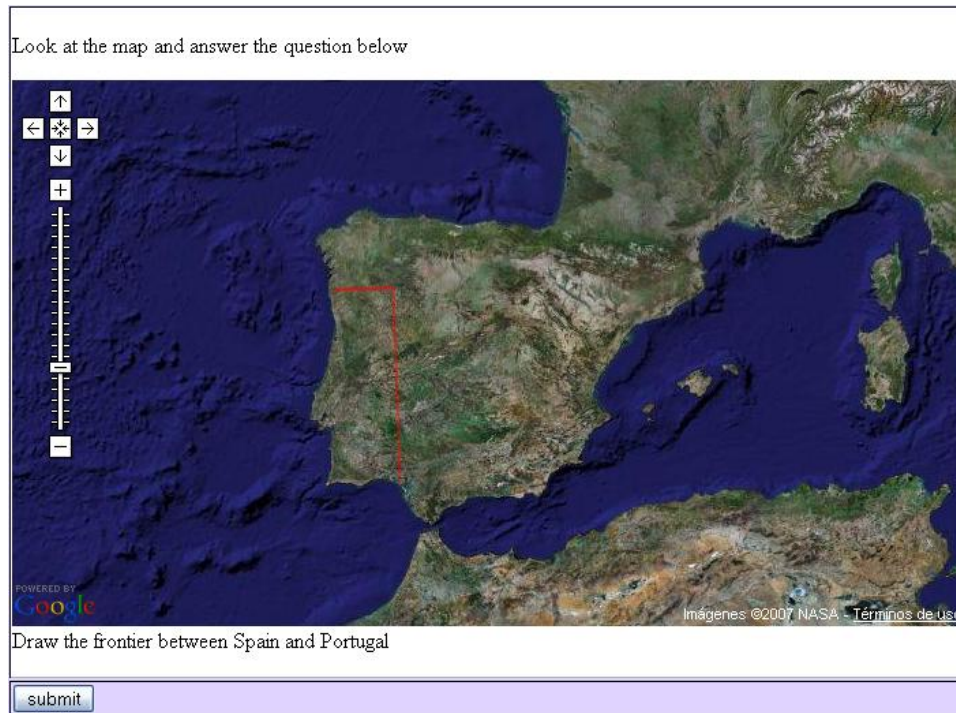 Look at the map and answer the question below
POWERED BY
Google
Imágenes ©2007 NASA - Términos de uso
Draw the frontier between Spain and Portugal
submit